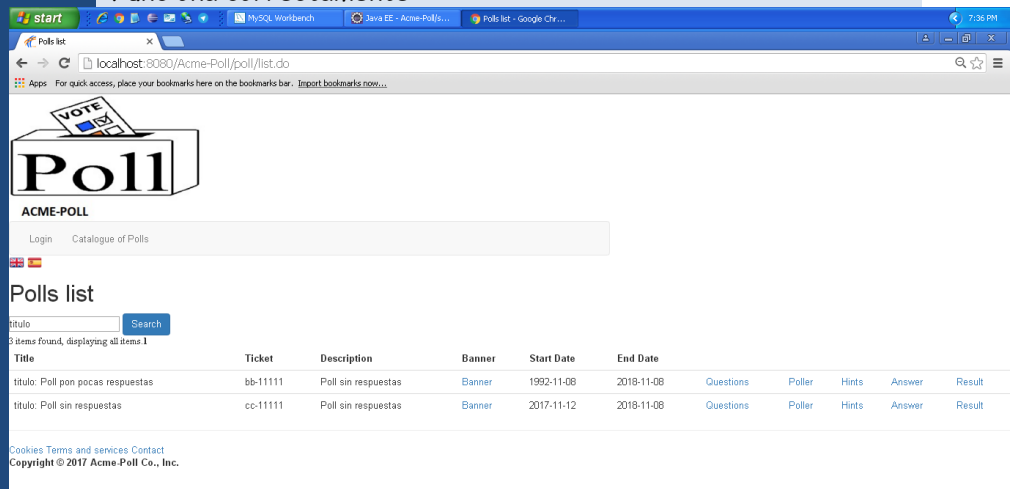 start
MySQL Workbench
Java EE - Acme-Poll/s...
Polls list - Google Chr...
7:36 PM
Polls list
localhost:8080/Acme-Poll/poll/list.do
Apps For quick access, place your bookmarks here on the bookmarks bar. Import bookmarks now...
VOTE
Poll
ACME-POLL
Login Catalogue of Polls
Polls list
titulo Search
3 items found, displaying all items.1
Title Ticket Description Banner Start Date End Date
titulo: Poll pon pocas respuestas bb-11111 Poll sin respuestas Banner 1992-11-08 2018-11-08 Questions Poller Hints Answer Result
titulo: Poll sin respuestas cc-11111 Poll sin respuestas Banner 2017-11-12 2018-11-08 Questions Poller Hints Answer Result
Cookies Terms and services Contact
Copyright © 2017 Acme-Poll Co., Inc.